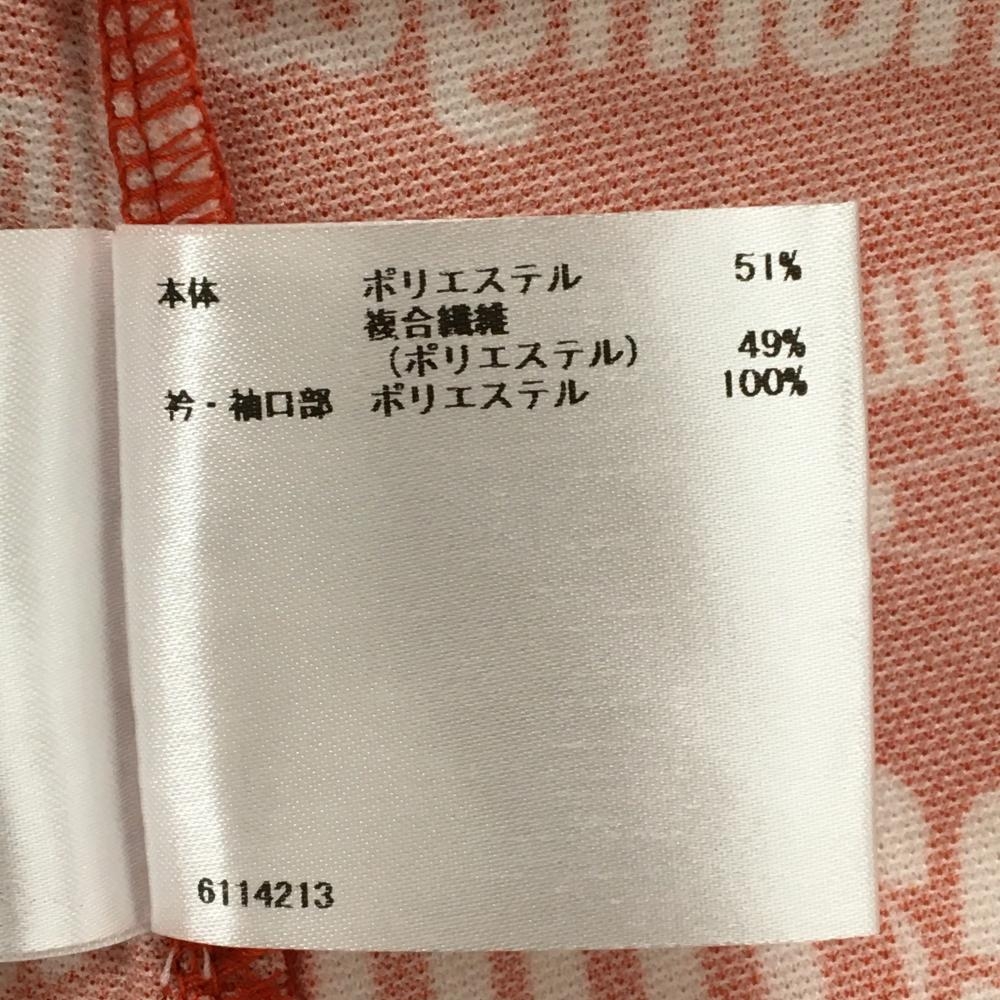 本体 ポリエステル 51%
複合繊維
(ポリエステル) 49%
衿・袖口部 ポリエステル 100%
6114213